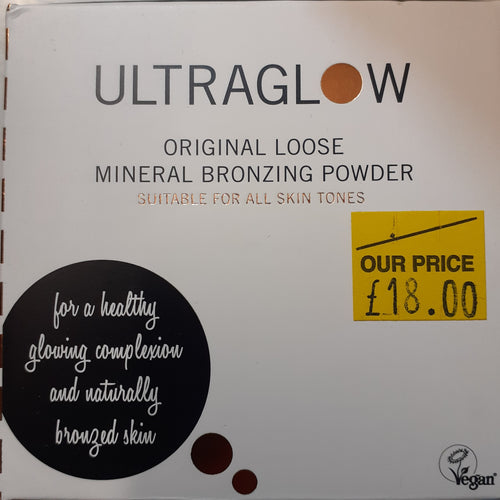 ULTRAGLOW
ORIGINAL LOOSE
MINERAL BRONZING POWDER
SUITABLE FOR ALL SKIN TONES
OUR PRICE
£18.00
for a healthy
glowing complexion
and naturally
bronzed skin
Vegan